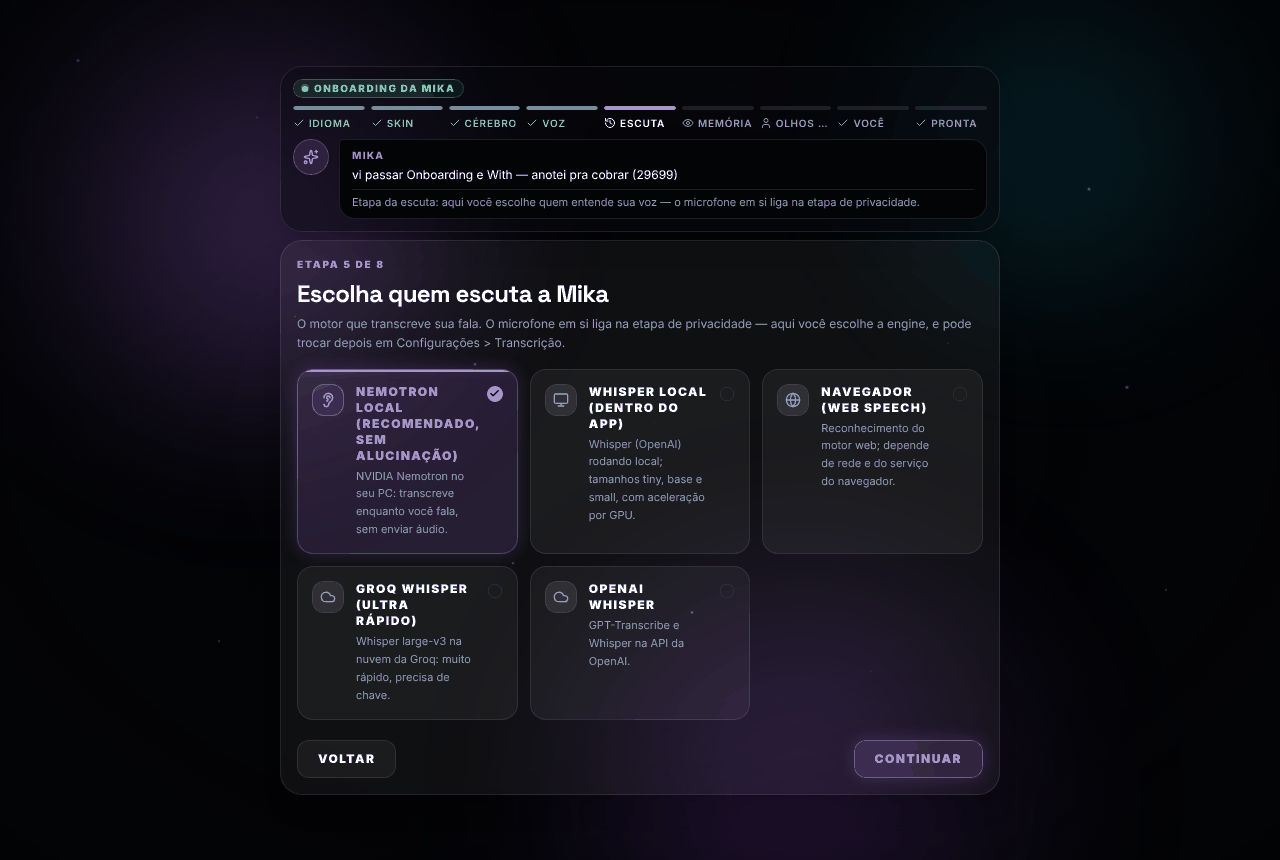 ONBOARDING DA MIKA
IDIOMA
SKIN
CÉREBRO
VOZ
ESCUTA
MEMÓRIA
OLHOS ...
VOCÊ
PRONTA
MIKA
vi passar Onboarding e With — anotei pra cobrar (29699)
Etapa da escuta: aqui você escolhe quem entende sua voz — o microfone em si liga na etapa de privacidade.
ETAPA 5 DE 8
Escolha quem escuta a Mika
O motor que transcreve sua fala. O microfone em si liga na etapa de privacidade — aqui você escolhe a engine, e pode
trocar depois em Configurações > Transcrição.
NEMOTRON
LOCAL
(RECOMENDADO,
SEM
ALUCINAÇÃO)
NVIDIA Nemotron no
seu PC: transcreve
enquanto você fala,
sem enviar áudio.
WHISPER LOCAL
(DENTRO DO
APP)
Whisper (OpenAI)
rodando local;
tamanhos tiny, base e
small, com aceleração
por GPU.
NAVEGADOR
(WEB SPEECH)
Reconhecimento do
motor web; depende
de rede e do serviço
do navegador.
GROQ WHISPER
(ULTRA
RÁPIDO)
Whisper large-v3 na
nuvem da Groq: muito
rápido, precisa de
chave.
OPENAI
WHISPER
GPT-Transcribe e
Whisper na API da
OpenAI.
VOLTAR
CONTINUAR